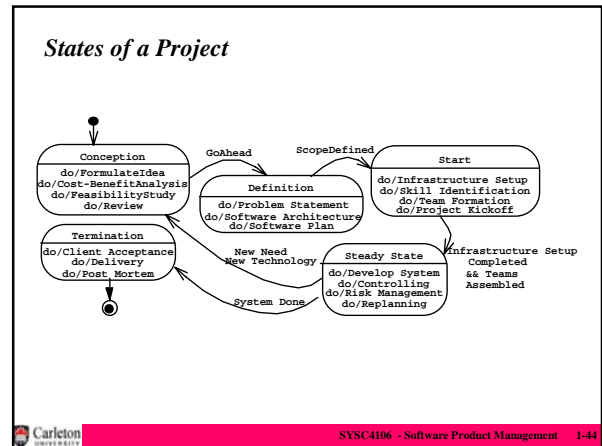 States of a Project
Conception
do/FormulateIdea
do/Cost-BenefitAnalysis
do/FeasibilityStudy
do/Review
GoAhead
Definition
do/Problem Statement
do/Software Architecture
do/Software Plan
ScopeDefined
Start
do/Infrastructure Setup
do/Skill Identification
do/Team Formation
do/Project Kickoff
Infrastructure Setup
Completed
&& Teams
Assembled
Steady State
do/Develop System
do/Controlling
do/Risk Management
do/Replanning
New Need
New Technology
System Done
Termination
do/Client Acceptance
do/Delivery
do/Post Mortem
Carleton
UNIVERSITY
SYSC4106 - Software Product Management 1-44